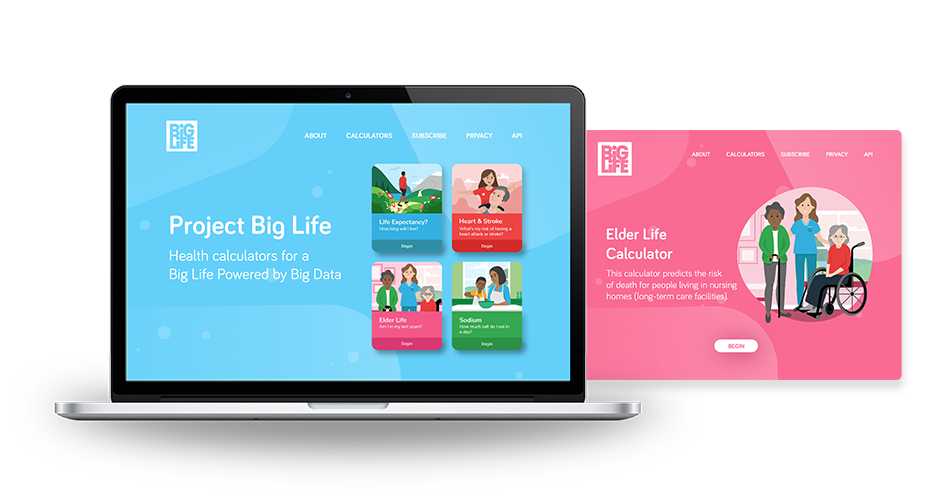 BiG
LiFE
ABOUT
CALCULATORS
SUBSCRIBE
PRIVACY
API
Project Big Life
Health calculators for a
Big Life Powered by Big Data
Life Expectancy?
How long will I live?
Begin
Heart & Stroke
What's my risk of having a
heart attack or stroke?
Begin
Elder Life
Am I in my last years?
Begin
Sodium
How much salt do I eat in
a day?
Begin
BiG
LiFE
ABOUT
CALCULATORS
SUBSCRIBE
PRIVACY
API
Elder Life
Calculator
This calculator predicts the risk
of death for people living in nursing
homes (long-term care facilities).
BEGIN